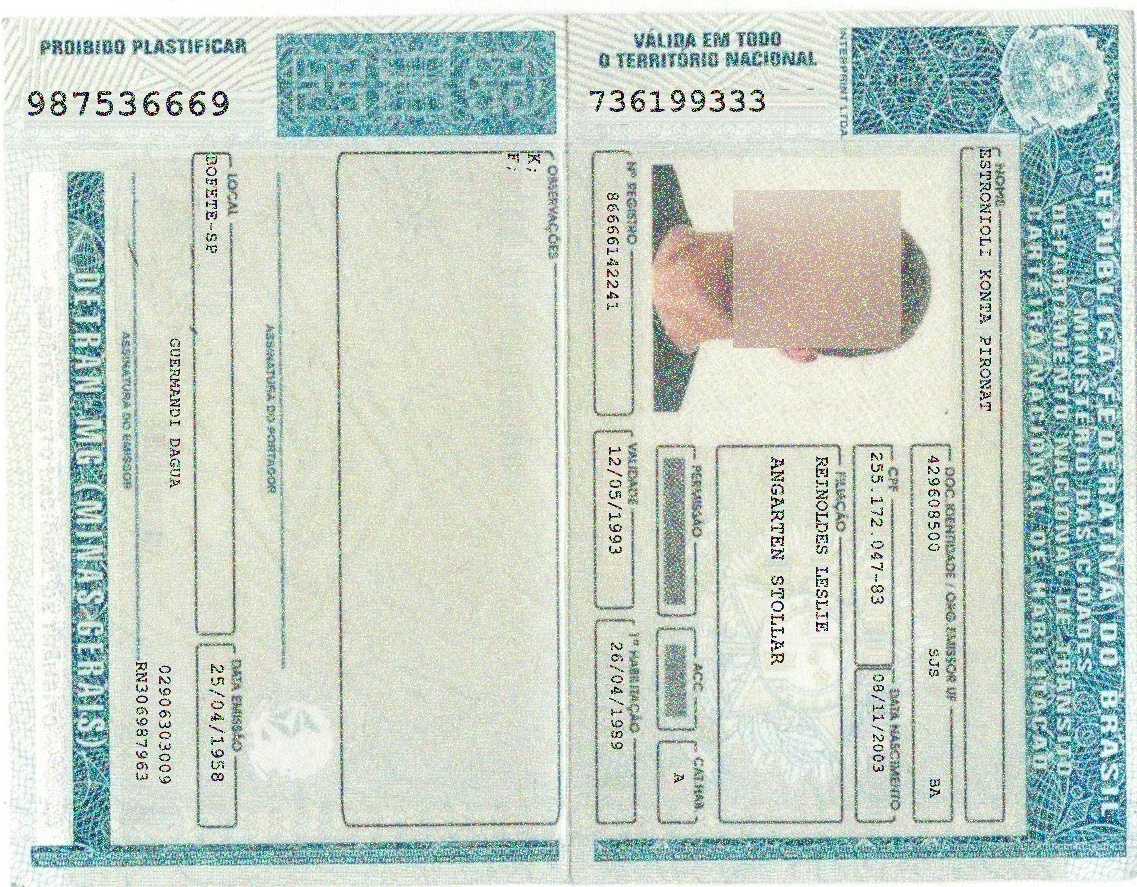 VÁLIDA EM TODO
O TERRITÓRIO NACIONAL
736199333
INTERPRINT LTDA
REPÚBLICA FEDERATIVA DO BRASIL
MINISTÉRIO DAS CIDADES
DEPARTAMENTO NACIONAL DE TRÂNSITO
CARTEIRA NACIONAL DE HABILITAÇÃO
NOME
ESTRONIOLI KONTA PIRONAT
DOC. IDENTIDADE / ORG. EMISSOR UF
429608500 SJS BA
CPF DATA NASCIMENTO
255.172.047-83 08/11/2003
FILIAÇÃO
REINOLDES LESLIE
ANGARTEN STOLLAR
PERMISSÃO ACC CAT.HAB.
A
Nº REGISTRO VALIDADE 1ª HABILITAÇÃO
86666142241 12/05/1993 26/04/1989
PROIBIDO PLASTIFICAR
987536669
OBSERVAÇÕES
K;
F;
ASSINATURA DO PORTADOR
LOCAL DATA EMISSÃO
BOFETE-SP 25/04/1958
GUERMANDI DAGUA
02906303009
RN306987963
ASSINATURA DO EMISSOR
DETRAN-MG (MINAS GERAIS)